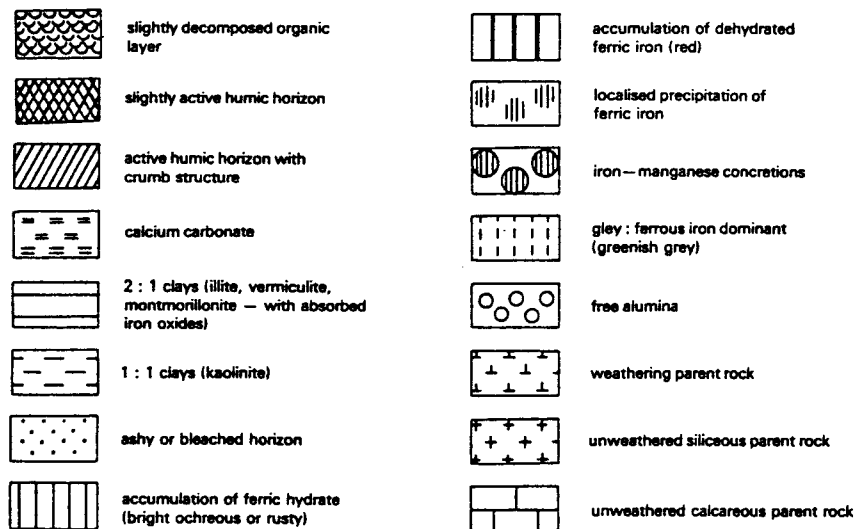 slightly decomposed organic
layer
slightly active humic horizon
active humic horizon with
crumb structure
calcium carbonate
2 : 1 clays (illite, vermiculite,
montmorillonite — with absorbed
iron oxides)
1 : 1 clays (kaolinite)
ashy or bleached horizon
accumulation of ferric hydrate
(bright ochreous or rusty)
accumulation of dehydrated
ferric iron (red)
localised precipitation of
ferric iron
iron — manganese concretions
gley : ferrous iron dominant
(greenish grey)
free alumina
weathering parent rock
unweathered siliceous parent rock
unweathered calcareous parent rock